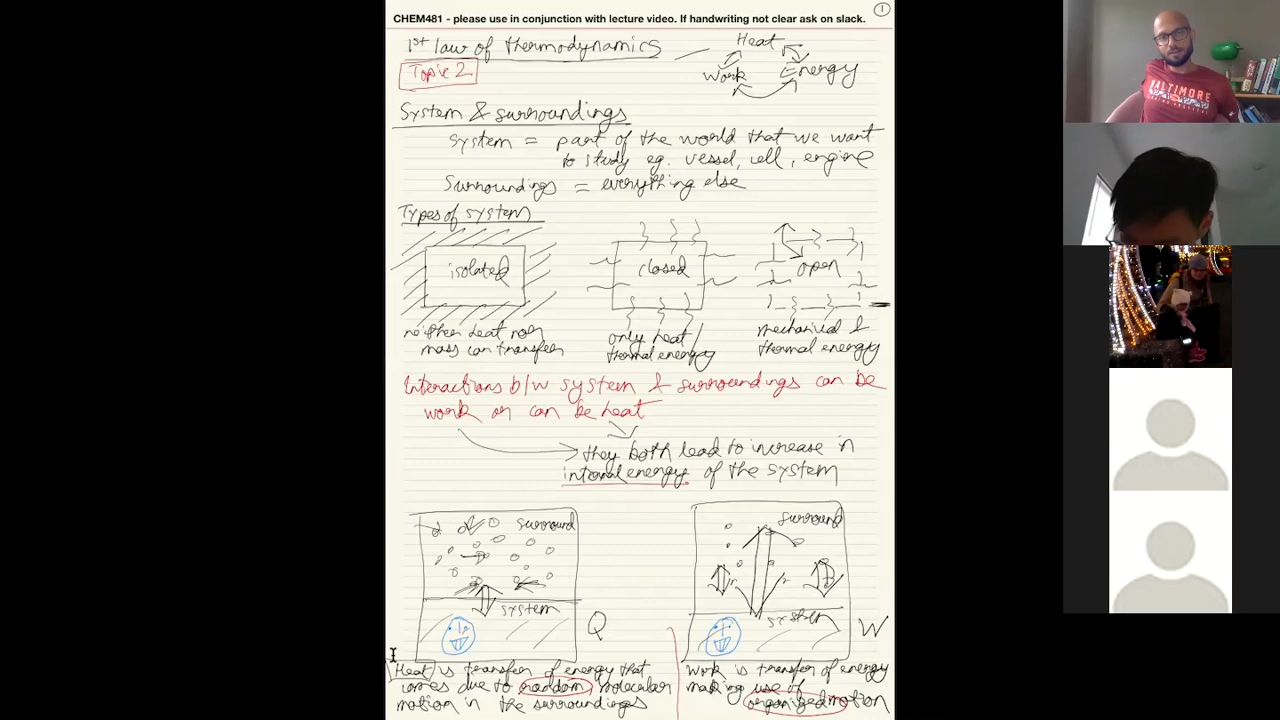 1
CHEM481 - please use in conjunction with lecture video. If handwriting not clear ask on slack.
1st law of thermodynamics
Heat
Work Energy
Topic 2
System & surroundings
System = part of the world that we want
to study eg. vessel, cell, engine
Surroundings = everything else
Types of system
isolated closed open
neither heat nor
mass can transfer
only heat/
thermal energy
mechanical &
thermal energy
Interactions b/w system & surroundings can be
work or can be heat
they both lead to increase in
internal energy of the system
surround
system
Q
surround
system
W
Heat is transfer of energy that
comes due to random molecular
motion in the surroundings
Work is transfer of energy
making use of
organized motion
BALTIMORE